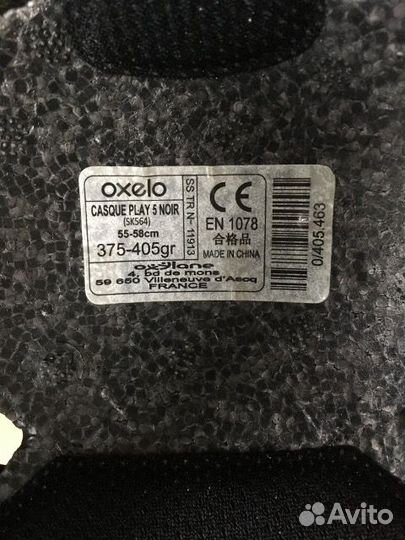 oxelo
CASQUE PLAY 5 NOIR
(SK564)
55-58cm
375-405gr
oxylane
4, bd de mons
59 650 Villeneuve d'Ascq
FRANCE
SS TR N- 11913
CE
EN 1078
合格品
MADE IN CHINA
0/405.463
Avito